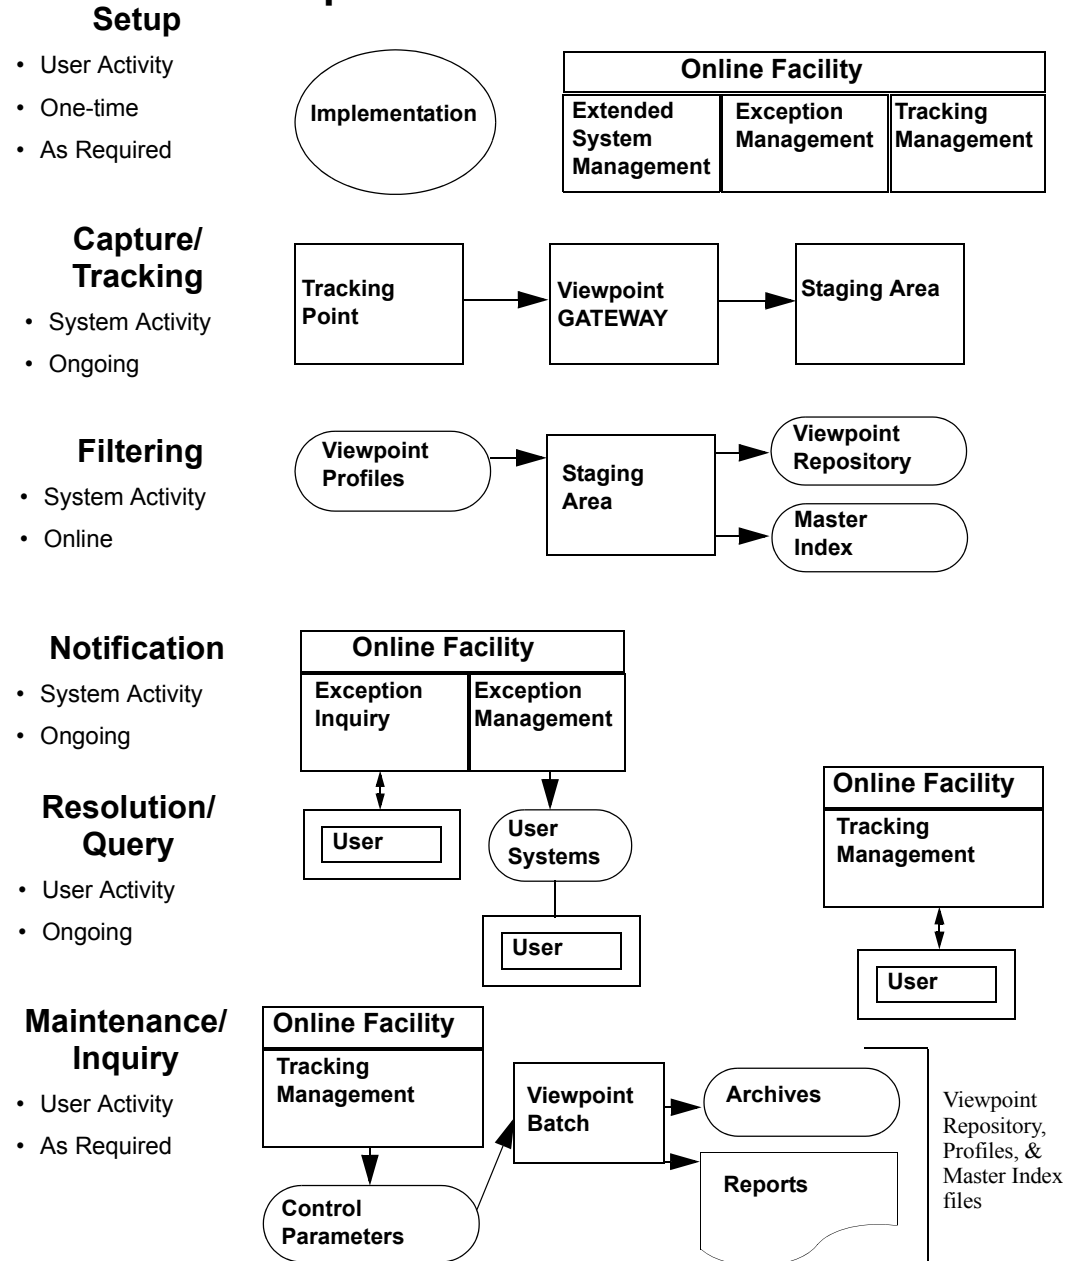 Setup
• User Activity
• One-time
• As Required
Implementation
Online Facility
Extended
System
Management
Exception
Management
Tracking
Management
Capture/
Tracking
• System Activity
• Ongoing
Tracking
Point
Viewpoint
GATEWAY
Staging Area
Filtering
• System Activity
• Online
Viewpoint
Profiles
Staging
Area
Viewpoint
Repository
Master
Index
Notification
• System Activity
• Ongoing
Online Facility
Exception
Inquiry
Exception
Management
Resolution/
Query
• User Activity
• Ongoing
User
User
Systems
User
Online Facility
Tracking
Management
User
Maintenance/
Inquiry
• User Activity
• As Required
Online Facility
Tracking
Management
Control
Parameters
Viewpoint
Batch
Archives
Reports
Viewpoint
Repository,
Profiles, &
Master Index
files